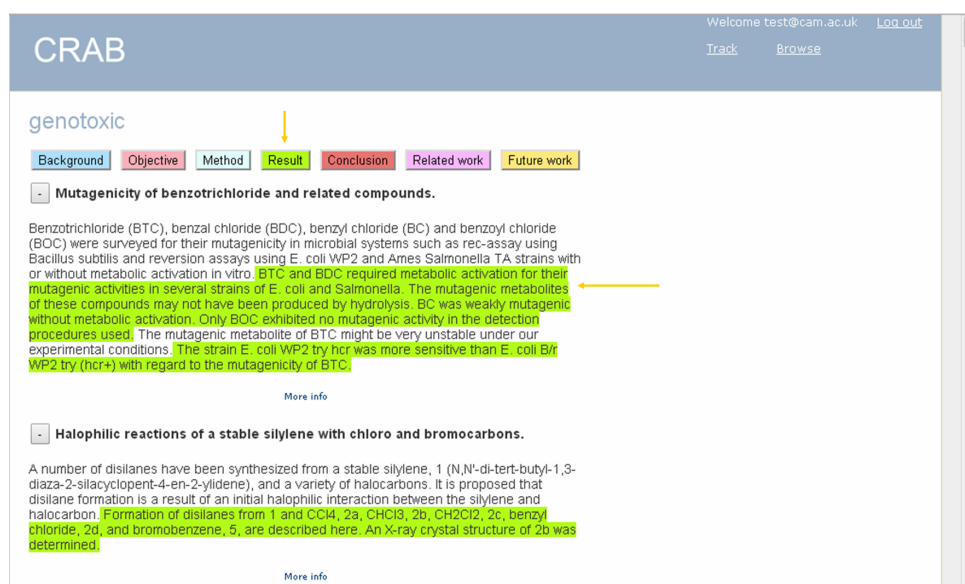 Welcome test@cam.ac.uk Log out
CRAB
Track Browse
genotoxic
Background Objective Method Result Conclusion Related work Future work
- Mutagenicity of benzotrichloride and related compounds.
Benzotrichloride (BTC), benzal chloride (BDC), benzyl chloride (BC) and benzoyl chloride
(BOC) were surveyed for their mutagenicity in microbial systems such as rec-assay using
Bacillus subtilis and reversion assays using E. coli WP2 and Ames Salmonella TA strains with
or without metabolic activation in vitro. BTC and BDC required metabolic activation for their
mutagenic activities in several strains of E. coli and Salmonella. The mutagenic metabolites
of these compounds may not have been produced by hydrolysis. BC was weakly mutagenic
without metabolic activation. Only BOC exhibited no mutagenic activity in the detection
procedures used. The mutagenic metabolite of BTC might be very unstable under our
experimental conditions. The strain E. coli WP2 try hcr was more sensitive than E. coli B/r
WP2 try (hcr+) with regard to the mutagenicity of BTC.
More info
- Halophilic reactions of a stable silylene with chloro and bromocarbons.
A number of disilanes have been synthesized from a stable silylene, 1 (N,N'-di-tert-butyl-1,3-
diaza-2-silacyclopent-4-en-2-ylidene), and a variety of halocarbons. It is proposed that
disilane formation is a result of an initial halophilic interaction between the silylene and
halocarbon. Formation of disilanes from 1 and CCl4, 2a, CHCl3, 2b, CH2Cl2, 2c, benzyl
chloride, 2d, and bromobenzene, 5, are described here. An X-ray crystal structure of 2b was
determined.
More info